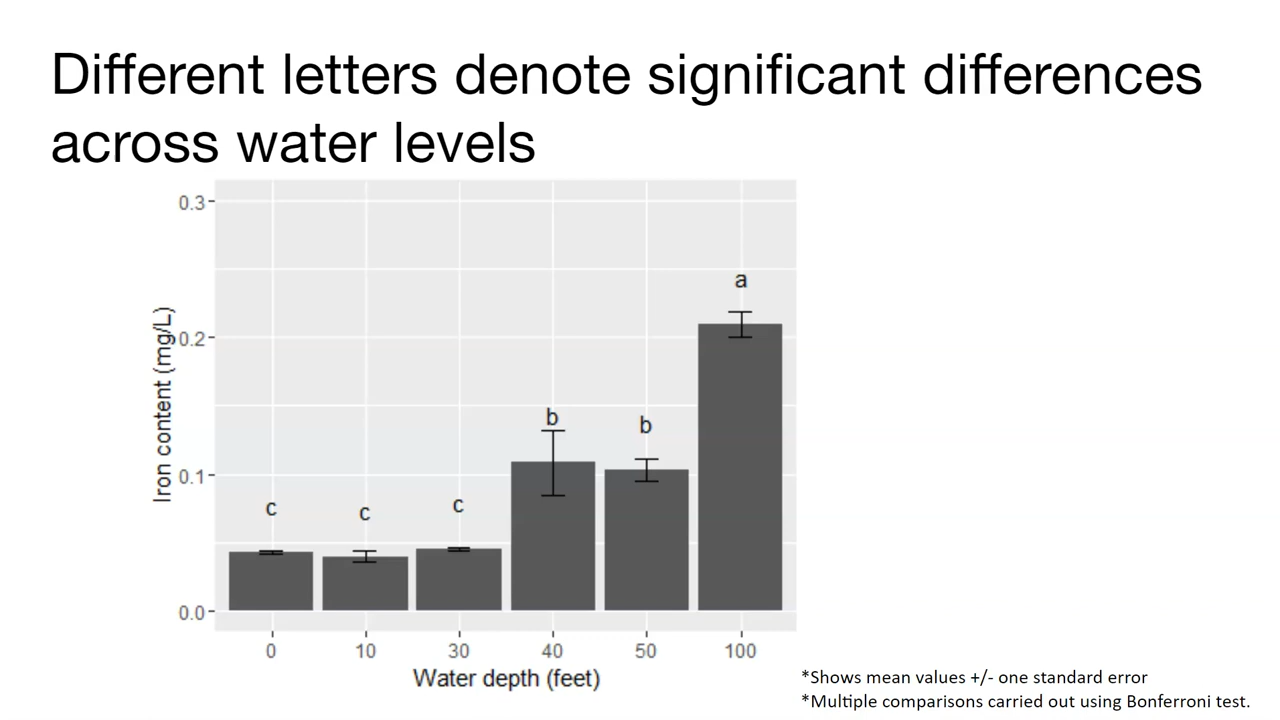 Different letters denote significant differences
across water levels
0.3
a
Iron content (mg/L)
0.2
b
b
0.1
c
c
c
0.0
0 10 30 40 50 100
Water depth (feet)
*Shows mean values +/- one standard error
*Multiple comparisons carried out using Bonferroni test.